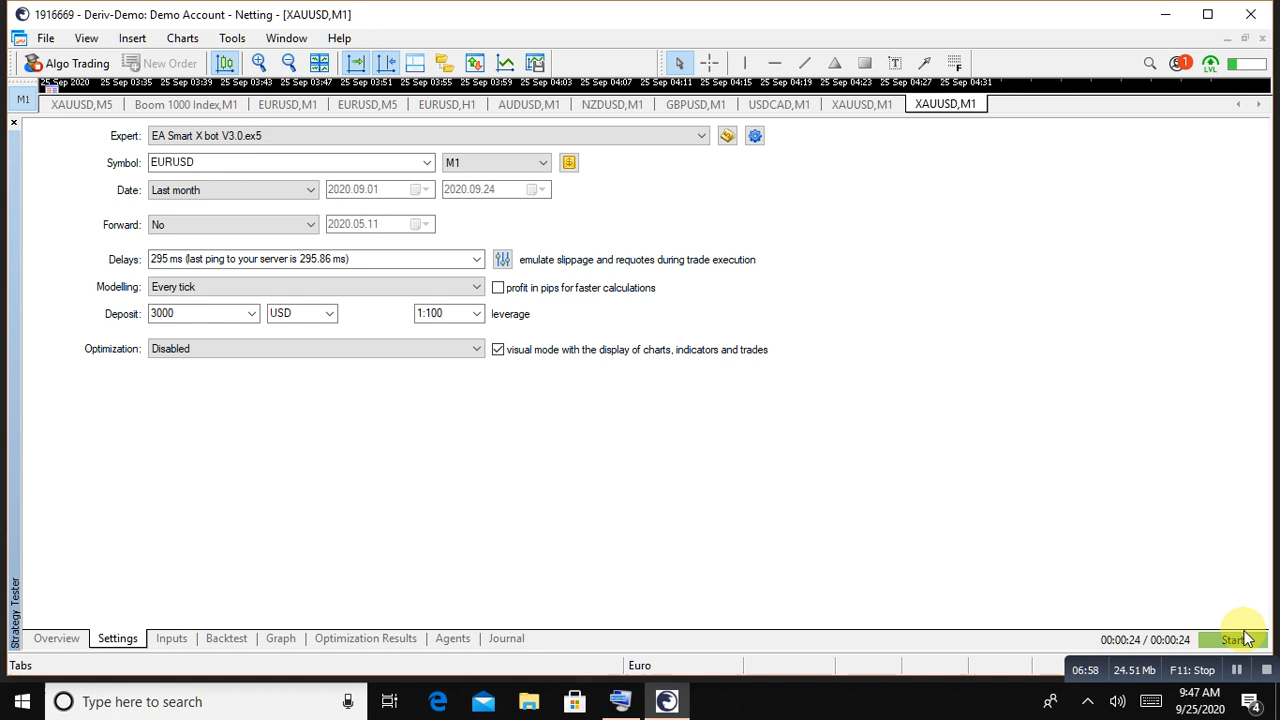 1916669 - Deriv-Demo: Demo Account - Netting - [XAUUSD,M1]
File View Insert Charts Tools Window Help
Algo Trading New Order 1 LVL
25 Sep 2020 25 Sep 03:35 25 Sep 03:39 25 Sep 03:43 25 Sep 03:47 25 Sep 03:51 25 Sep 03:55 25 Sep 03:59 25 Sep 04:03 25 Sep 04:07 25 Sep 04:11 25 Sep 04:15 25 Sep 04:19 25 Sep 04:23 25 Sep 04:27 25 Sep 04:31
M1 XAUUSD,M5 Boom 1000 Index,M1 EURUSD,M1 EURUSD,M5 EURUSD,H1 AUDUSD,M1 NZDUSD,M1 GBPUSD,M1 USDCAD,M1 XAUUSD,M1 XAUUSD,M1
Expert: EA Smart X bot V3.0.ex5
Symbol: EURUSD M1
Date: Last month 2020.09.01 2020.09.24
Forward: No 2020.05.11
Delays: 295 ms (last ping to your server is 295.86 ms) emulate slippage and requotes during trade execution
Modelling: Every tick profit in pips for faster calculations
Deposit: 3000 USD 1:100 leverage
Optimization: Disabled visual mode with the display of charts, indicators and trades
Strategy Tester
Overview Settings Inputs Backtest Graph Optimization Results Agents Journal 00:00:24 / 00:00:24 Start
Tabs Euro
06:58 24.51 Mb F11: Stop
Type here to search 9:47 AM
9/25/2020 4